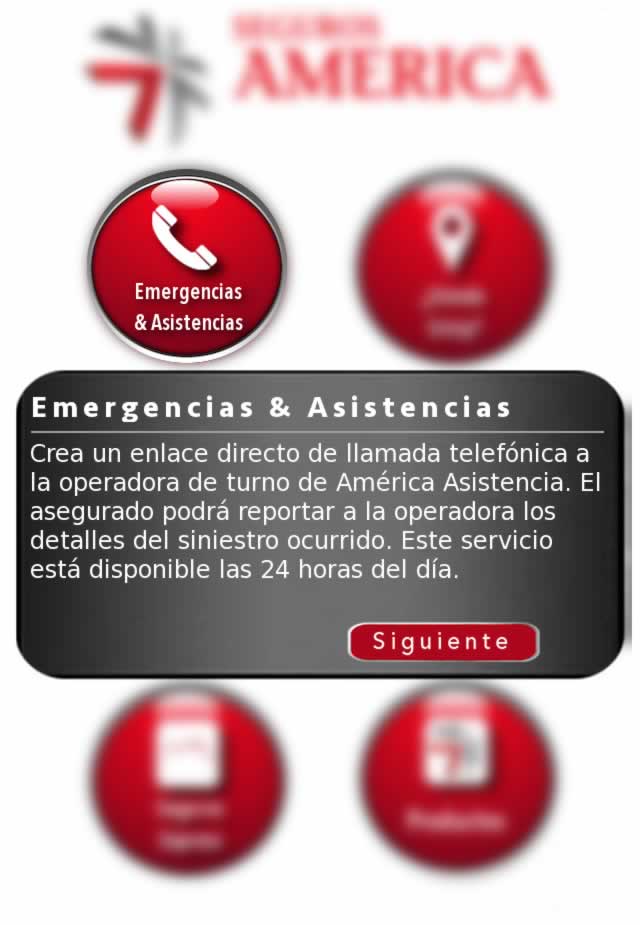 SEGUROS
AMERICA
Emergencias
& Asistencias
Emergencias & Asistencias
Crea un enlace directo de llamada telefónica a
la operadora de turno de América Asistencia. El
asegurado podrá reportar a la operadora los
detalles del siniestro ocurrido. Este servicio
está disponible las 24 horas del día.
Siguiente
Productos